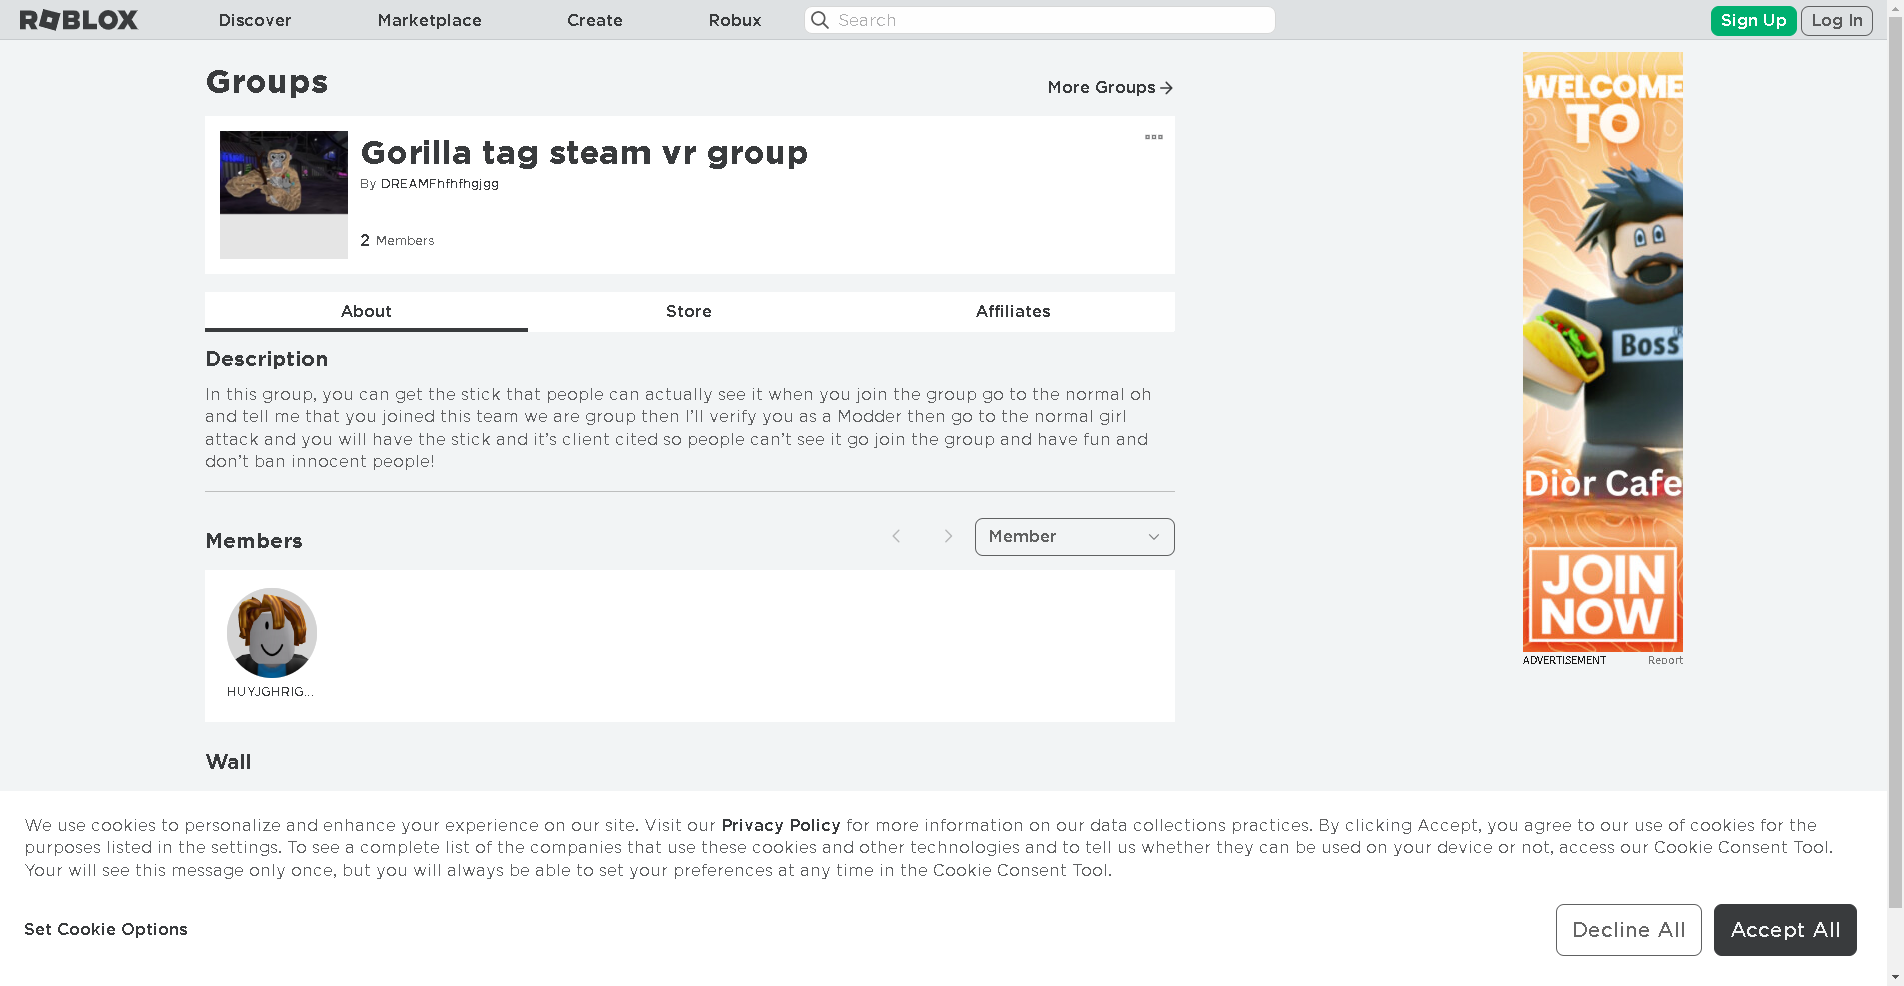 ROBLOX Discover Marketplace Create Robux Search Sign Up Log In
Groups
More Groups
Gorilla tag steam vr group
By DREAMFhfhfhgjgg
2 Members
About Store Affiliates
Description
In this group, you can get the stick that people can actually see it when you join the group go to the normal oh
and tell me that you joined this team we are group then I’ll verify you as a Modder then go to the normal girl
attack and you will have the stick and it’s client cited so people can’t see it go join the group and have fun and
don’t ban innocent people!
Members
Member
HUYJGHRIG...
Wall
WELCOME
TO
Boss
Diòr Cafe
JOIN
NOW
ADVERTISEMENT Report
We use cookies to personalize and enhance your experience on our site. Visit our Privacy Policy for more information on our data collections practices. By clicking Accept, you agree to our use of cookies for the
purposes listed in the settings. To see a complete list of the companies that use these cookies and other technologies and to tell us whether they can be used on your device or not, access our Cookie Consent Tool.
Your will see this message only once, but you will always be able to set your preferences at any time in the Cookie Consent Tool.
Set Cookie Options
Decline All
Accept All